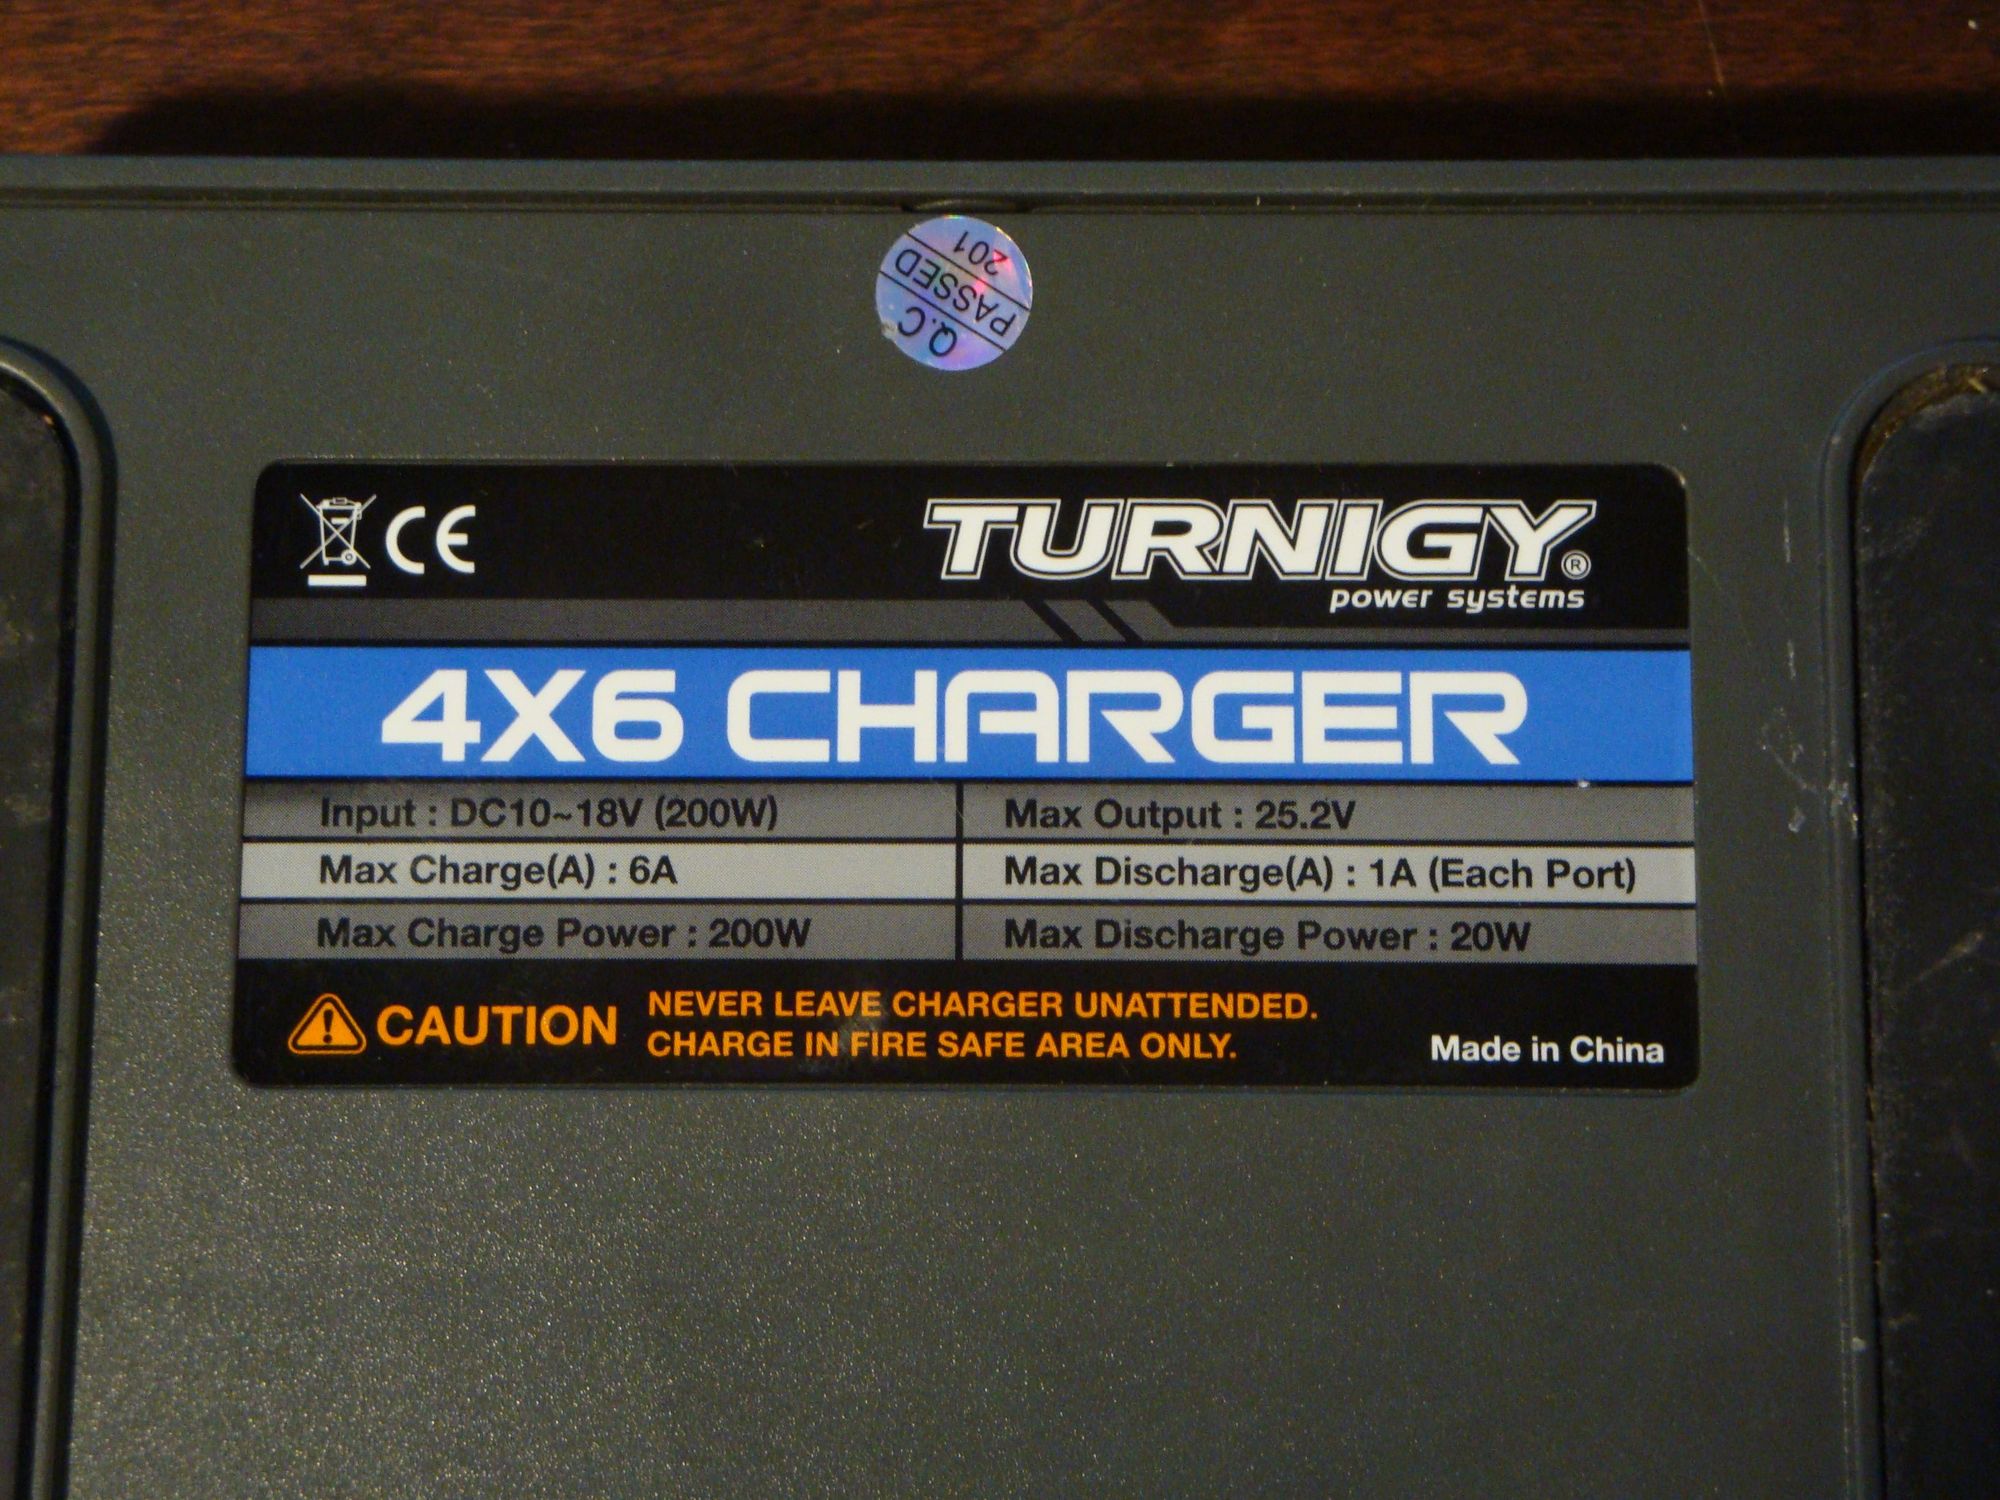 Q.C
PASSED
201
CE
TURNIGY®
power systems
4X6 CHARGER
Input : DC10~18V (200W)
Max Output : 25.2V
Max Charge(A) : 6A
Max Discharge(A) : 1A (Each Port)
Max Charge Power : 200W
Max Discharge Power : 20W
CAUTION
NEVER LEAVE CHARGER UNATTENDED.
CHARGE IN FIRE SAFE AREA ONLY.
Made in China